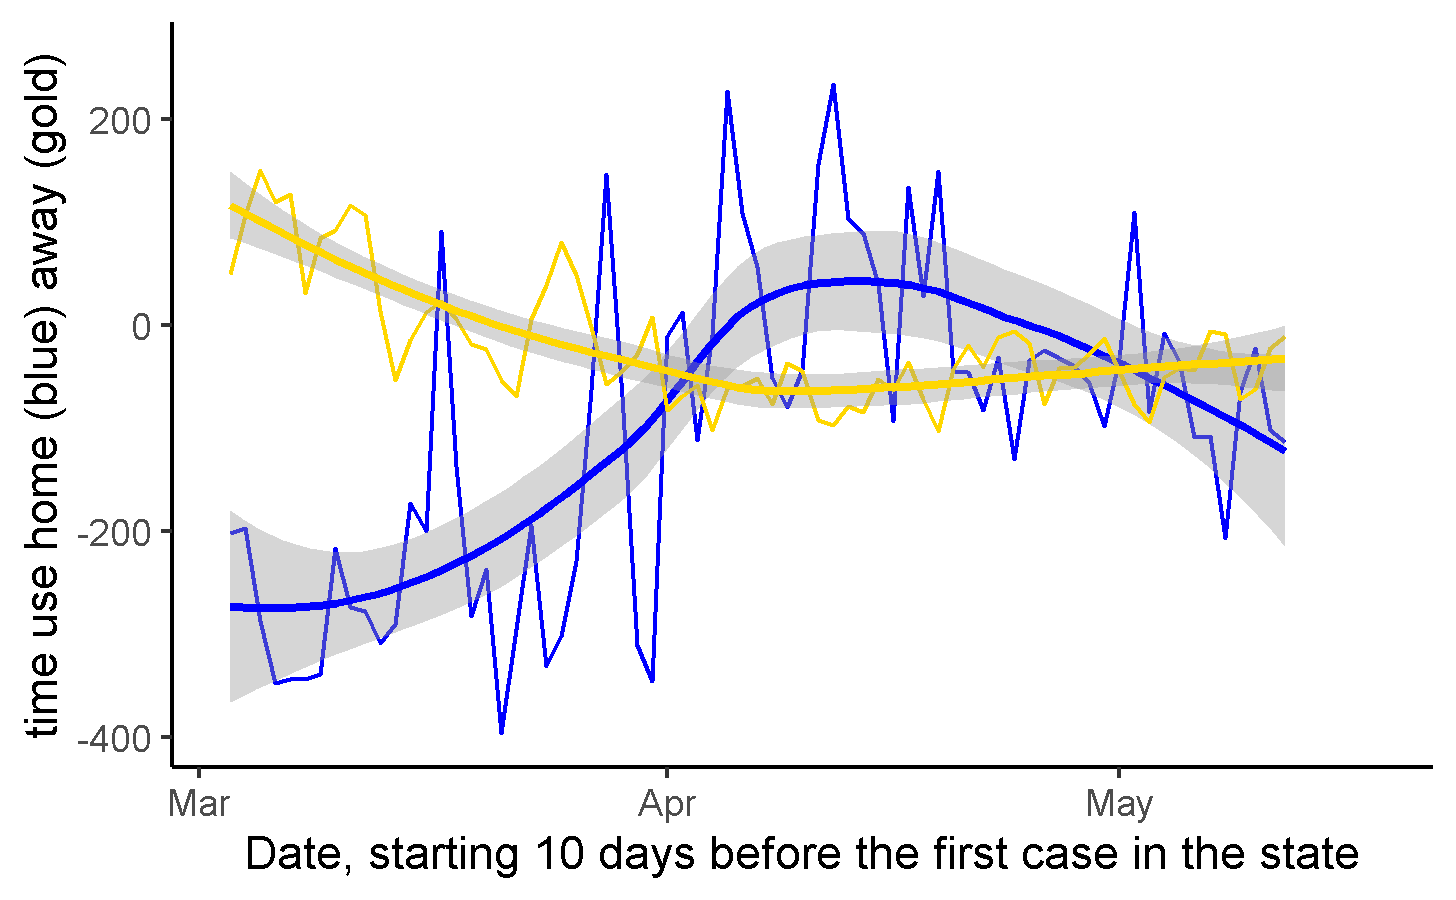 time use home (blue) away (gold)
200
0
-200
-400
Mar Apr May
Date, starting 10 days before the first case in the state